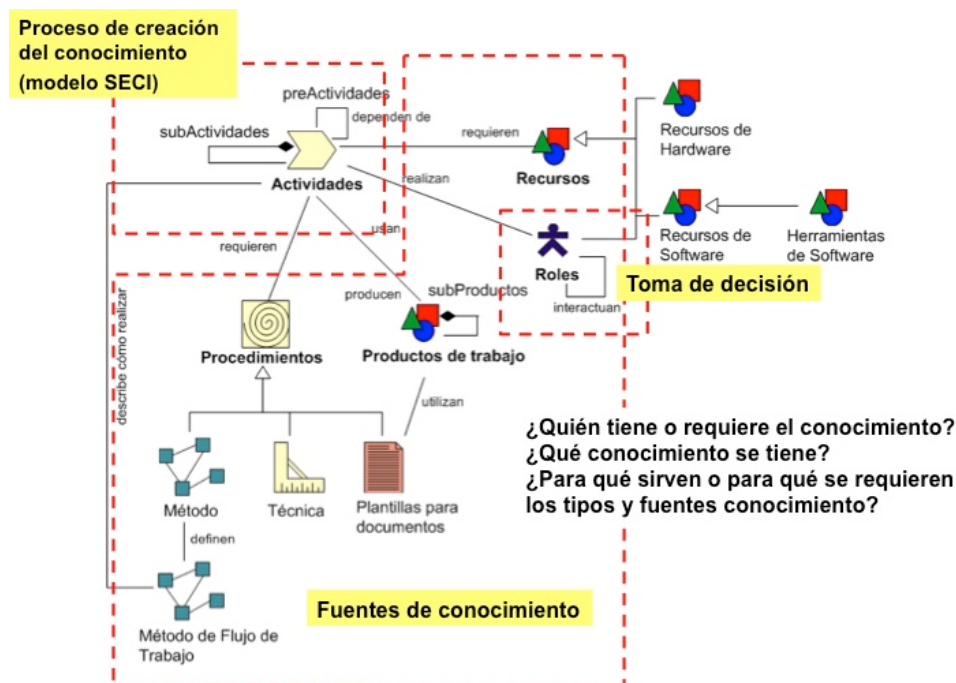 Proceso de creación
del conocimiento
(modelo SECI)
preActividades
dependen de
subActividades
Actividades
requieren
Recursos
Recursos de
Hardware
realizan
Roles
interactuan
Recursos de
Software
Herramientas
de Software
Toma de decisión
requieren
usan
producen
subProductos
describe cómo realizar
Procedimientos
Productos de trabajo
utilizan
Método
Técnica
Plantillas para
documentos
definen
Método de Flujo de
Trabajo
¿Quién tiene o requiere el conocimiento?
¿Qué conocimiento se tiene?
¿Para qué sirven o para qué se requieren
los tipos y fuentes conocimiento?
Fuentes de conocimiento